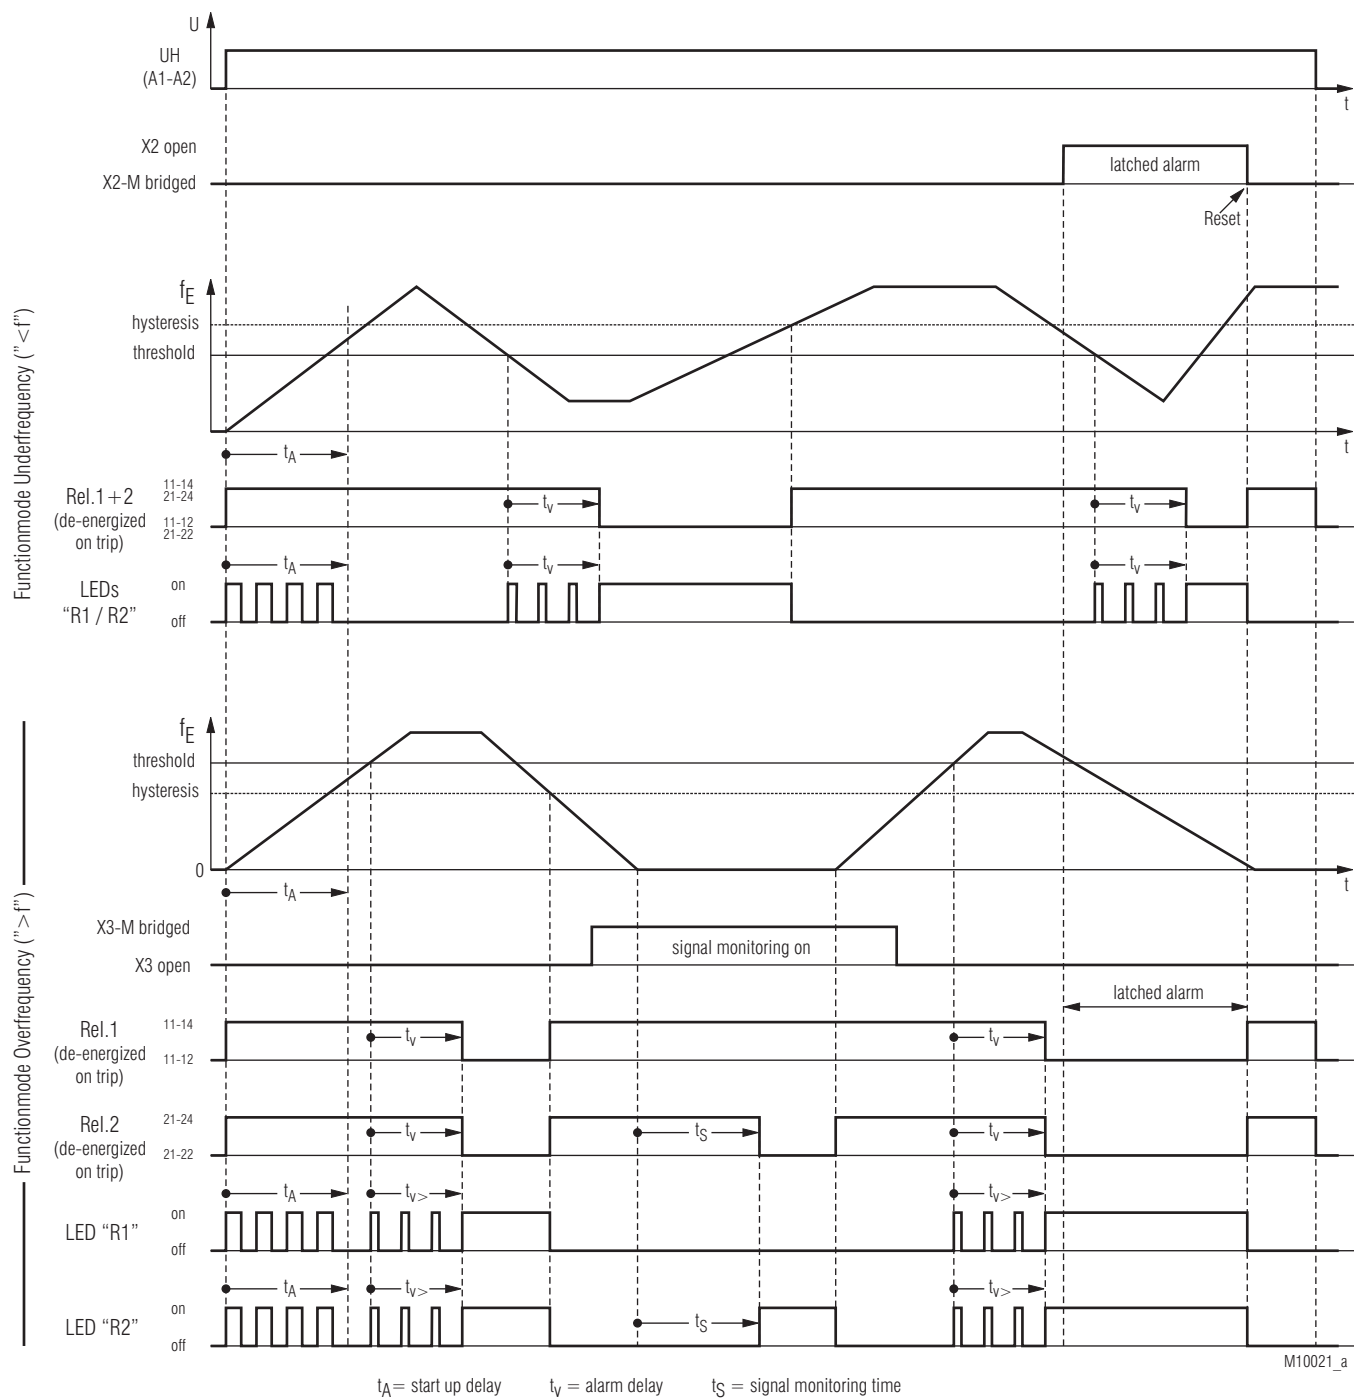 U
UH
(A1-A2)
t
X2 open
latched alarm
X2-M bridged
Reset
Functionmode Underfrequency ("<f")
fE
hysteresis
threshold
t
tA
Rel.1+2
(de-energized
on trip)
11-14
21-24
11-12
21-22
tv
tv
tA
tv
tv
LEDs
"R1 / R2"
on
off
Functionmode Overfrequency (">f")
fE
threshold
hysteresis
0
t
tA
X3-M bridged
signal monitoring on
X3 open
latched alarm
Rel.1
(de-energized
on trip)
11-14
11-12
tv
tv
Rel.2
(de-energized
on trip)
21-24
21-22
tv
tS
tv
tA
tv>
tv>
LED "R1"
on
off
tA
tv>
tv>
LED "R2"
on
off
tS
M10021_a
tA= start up delay tv = alarm delay tS = signal monitoring time